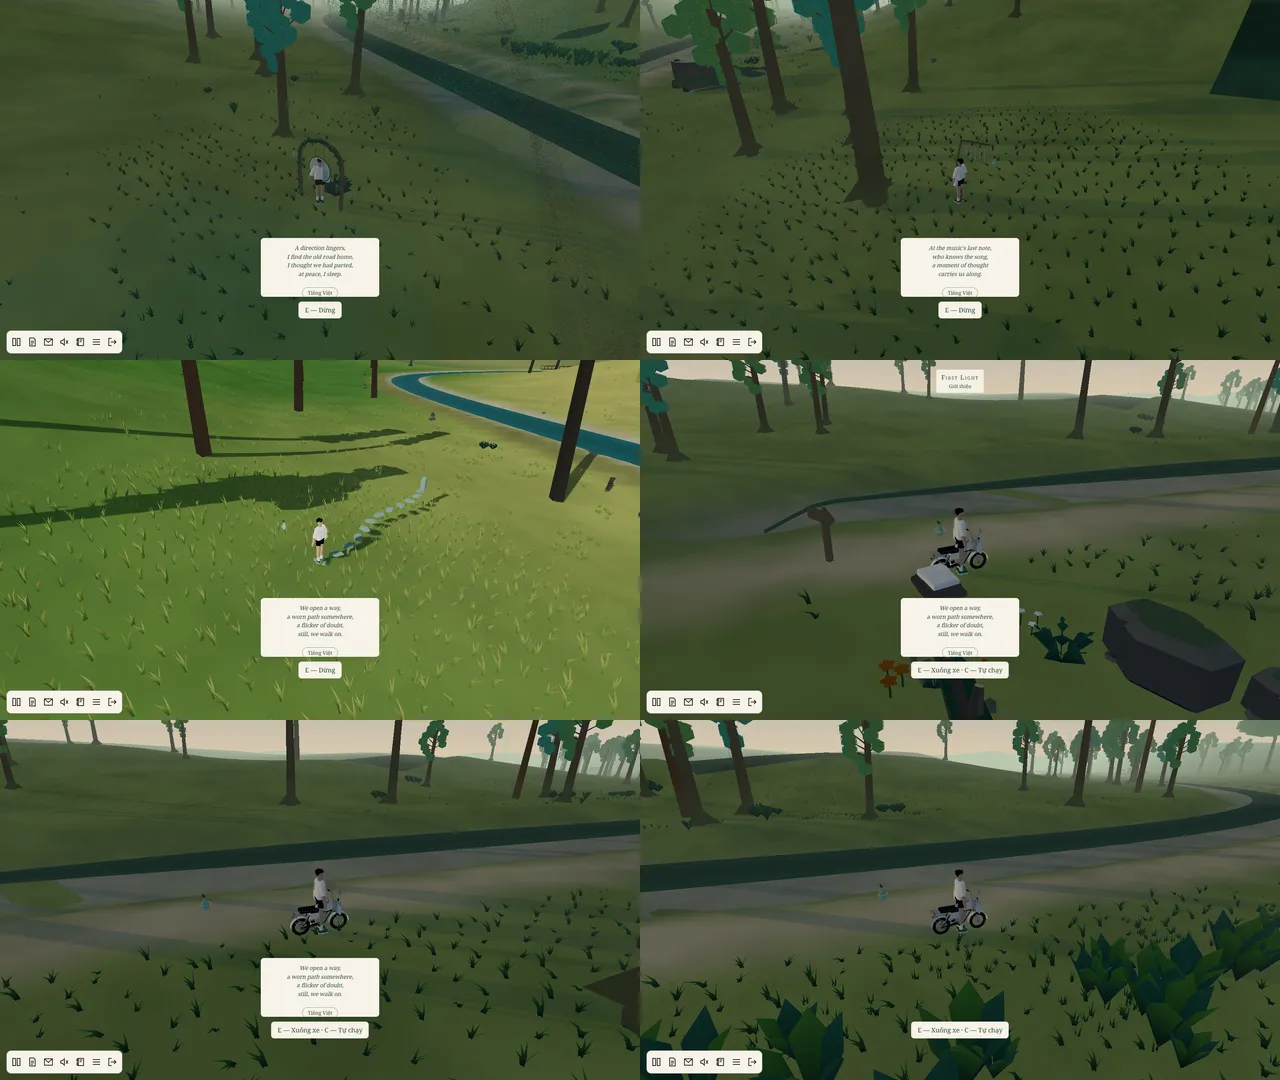 A direction lingers,
I find the old road home,
I thought we had parted,
at peace, I sleep.
Tiếng Việt
E — Dừng
At the music's last note,
who knows the song,
a moment of thought
carries us along.
Tiếng Việt
E — Dừng
We open a way,
a worn path somewhere,
a flicker of doubt,
still, we walk on.
Tiếng Việt
E — Dừng
First Light
Giới thiệu
We open a way,
a worn path somewhere,
a flicker of doubt,
still, we walk on.
Tiếng Việt
E — Xuống xe · C — Tự chạy
We open a way,
a worn path somewhere,
a flicker of doubt,
still, we walk on.
Tiếng Việt
E — Xuống xe · C — Tự chạy
E — Xuống xe · C — Tự chạy